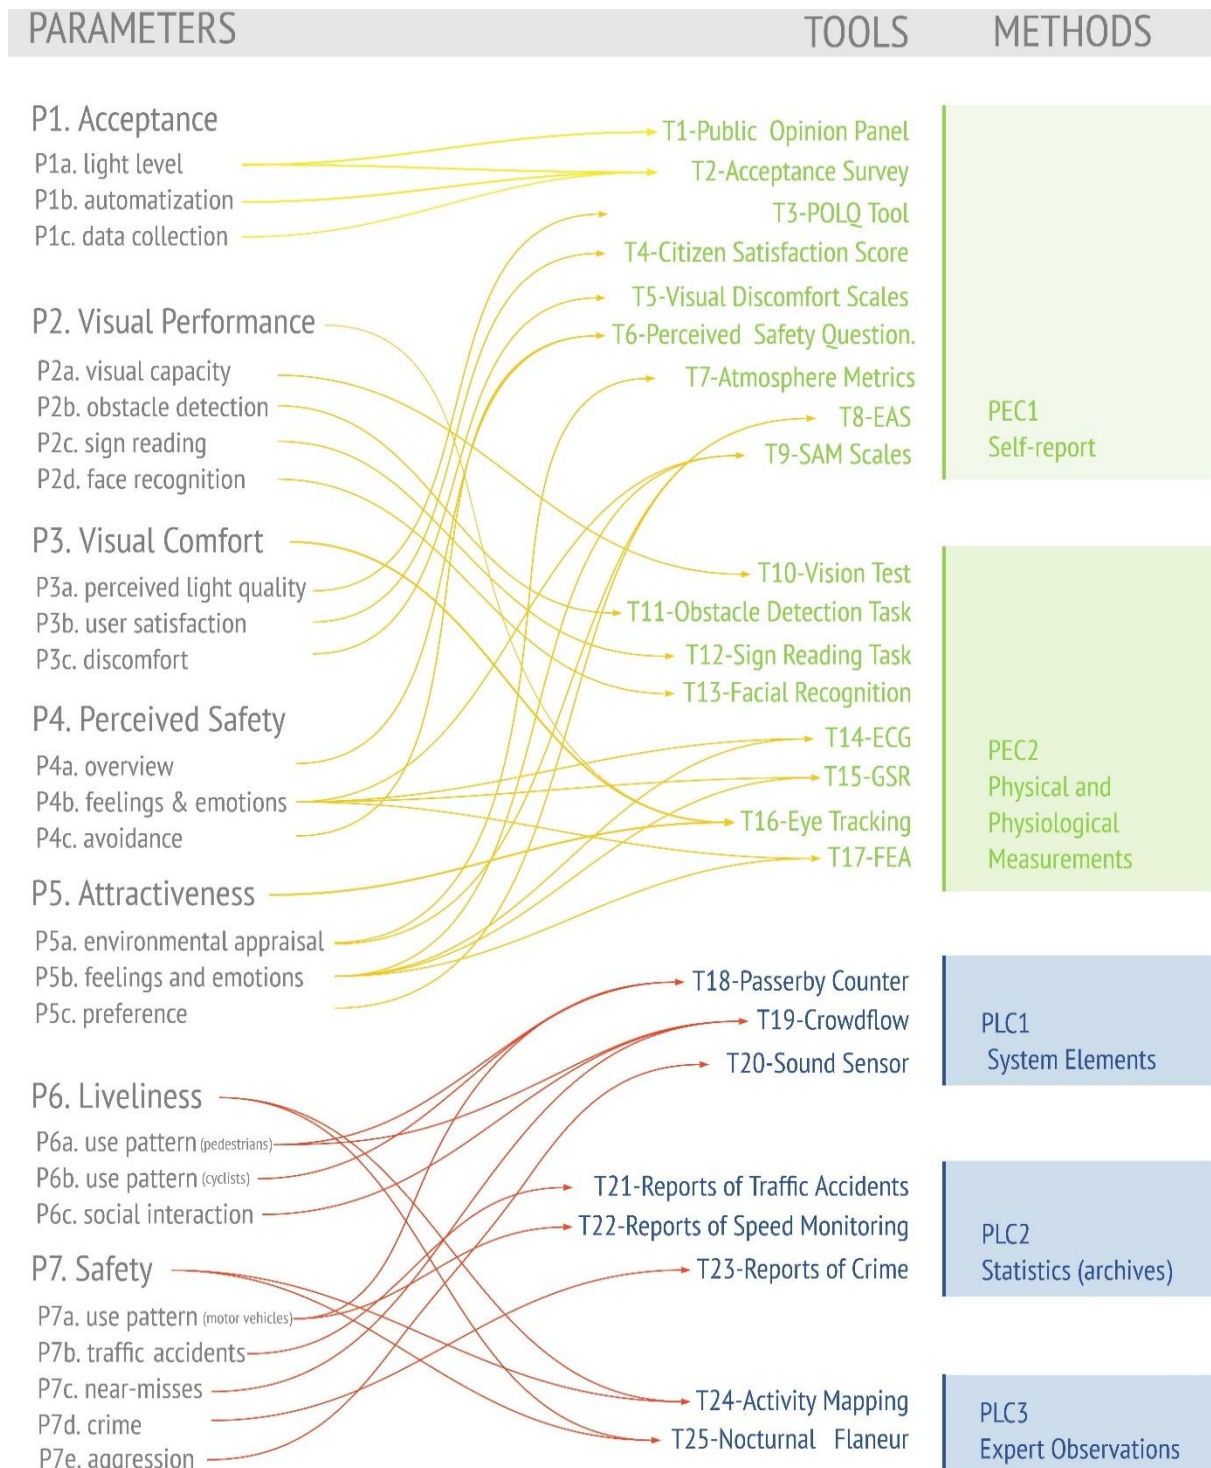 PARAMETERS
TOOLS
METHODS
P1. Acceptance
P1a. light level
P1b. automatization
P1c. data collection
P2. Visual Performance
P2a. visual capacity
P2b. obstacle detection
P2c. sign reading
P2d. face recognition
P3. Visual Comfort
P3a. perceived light quality
P3b. user satisfaction
P3c. discomfort
P4. Perceived Safety
P4a. overview
P4b. feelings & emotions
P4c. avoidance
P5. Attractiveness
P5a. environmental appraisal
P5b. feelings and emotions
P5c. preference
P6. Liveliness
P6a. use pattern (pedestrians)
P6b. use pattern (cyclists)
P6c. social interaction
P7. Safety
P7a. use pattern (motor vehicles)
P7b. traffic accidents
P7c. near-misses
P7d. crime
P7e. aggression
T1-Public Opinion Panel
T2-Acceptance Survey
T3-POLQ Tool
T4-Citizen Satisfaction Score
T5-Visual Discomfort Scales
T6-Perceived Safety Question.
T7-Atmosphere Metrics
T8-EAS
T9-SAM Scales
T10-Vision Test
T11-Obstacle Detection Task
T12-Sign Reading Task
T13-Facial Recognition
T14-ECG
T15-GSR
T16-Eye Tracking
T17-FEA
T18-Passerby Counter
T19-Crowdflow
T20-Sound Sensor
T21-Reports of Traffic Accidents
T22-Reports of Speed Monitoring
T23-Reports of Crime
T24-Activity Mapping
T25-Nocturnal Flaneur
PEC1
Self-report
PEC2
Physical and
Physiological
Measurements
PLC1
System Elements
PLC2
Statistics (archives)
PLC3
Expert Observations